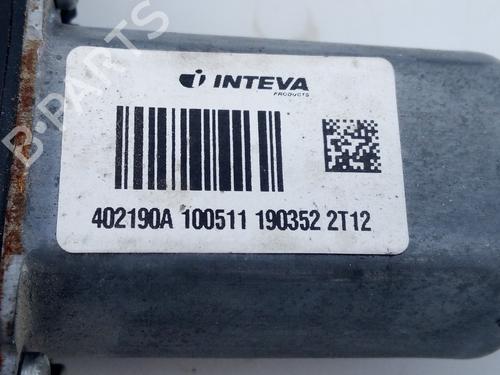 B-PARTS
INTEVA
PRODUCTS
402190A 100511 190352 2T12